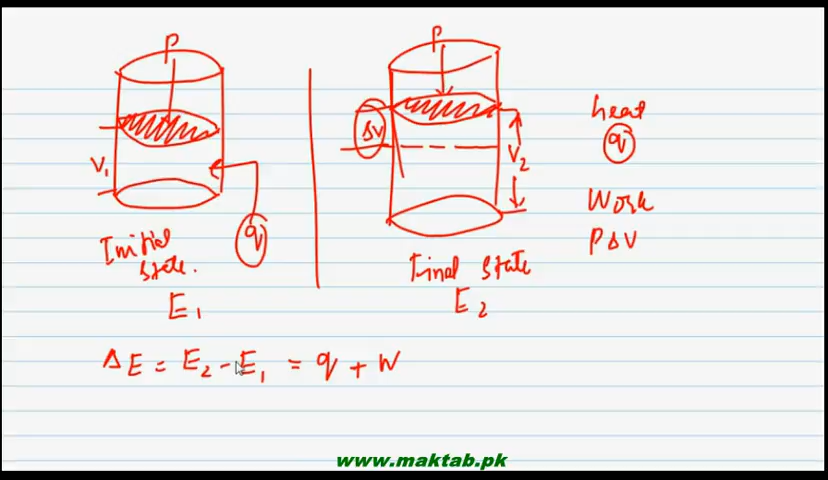 P
V₁
q
Initial
state.
E₁
P
ΔV
V₂
Final state
E₂
heat
q
Work
PΔV
ΔE = E₂ - E₁ = q + W
www.maktab.pk